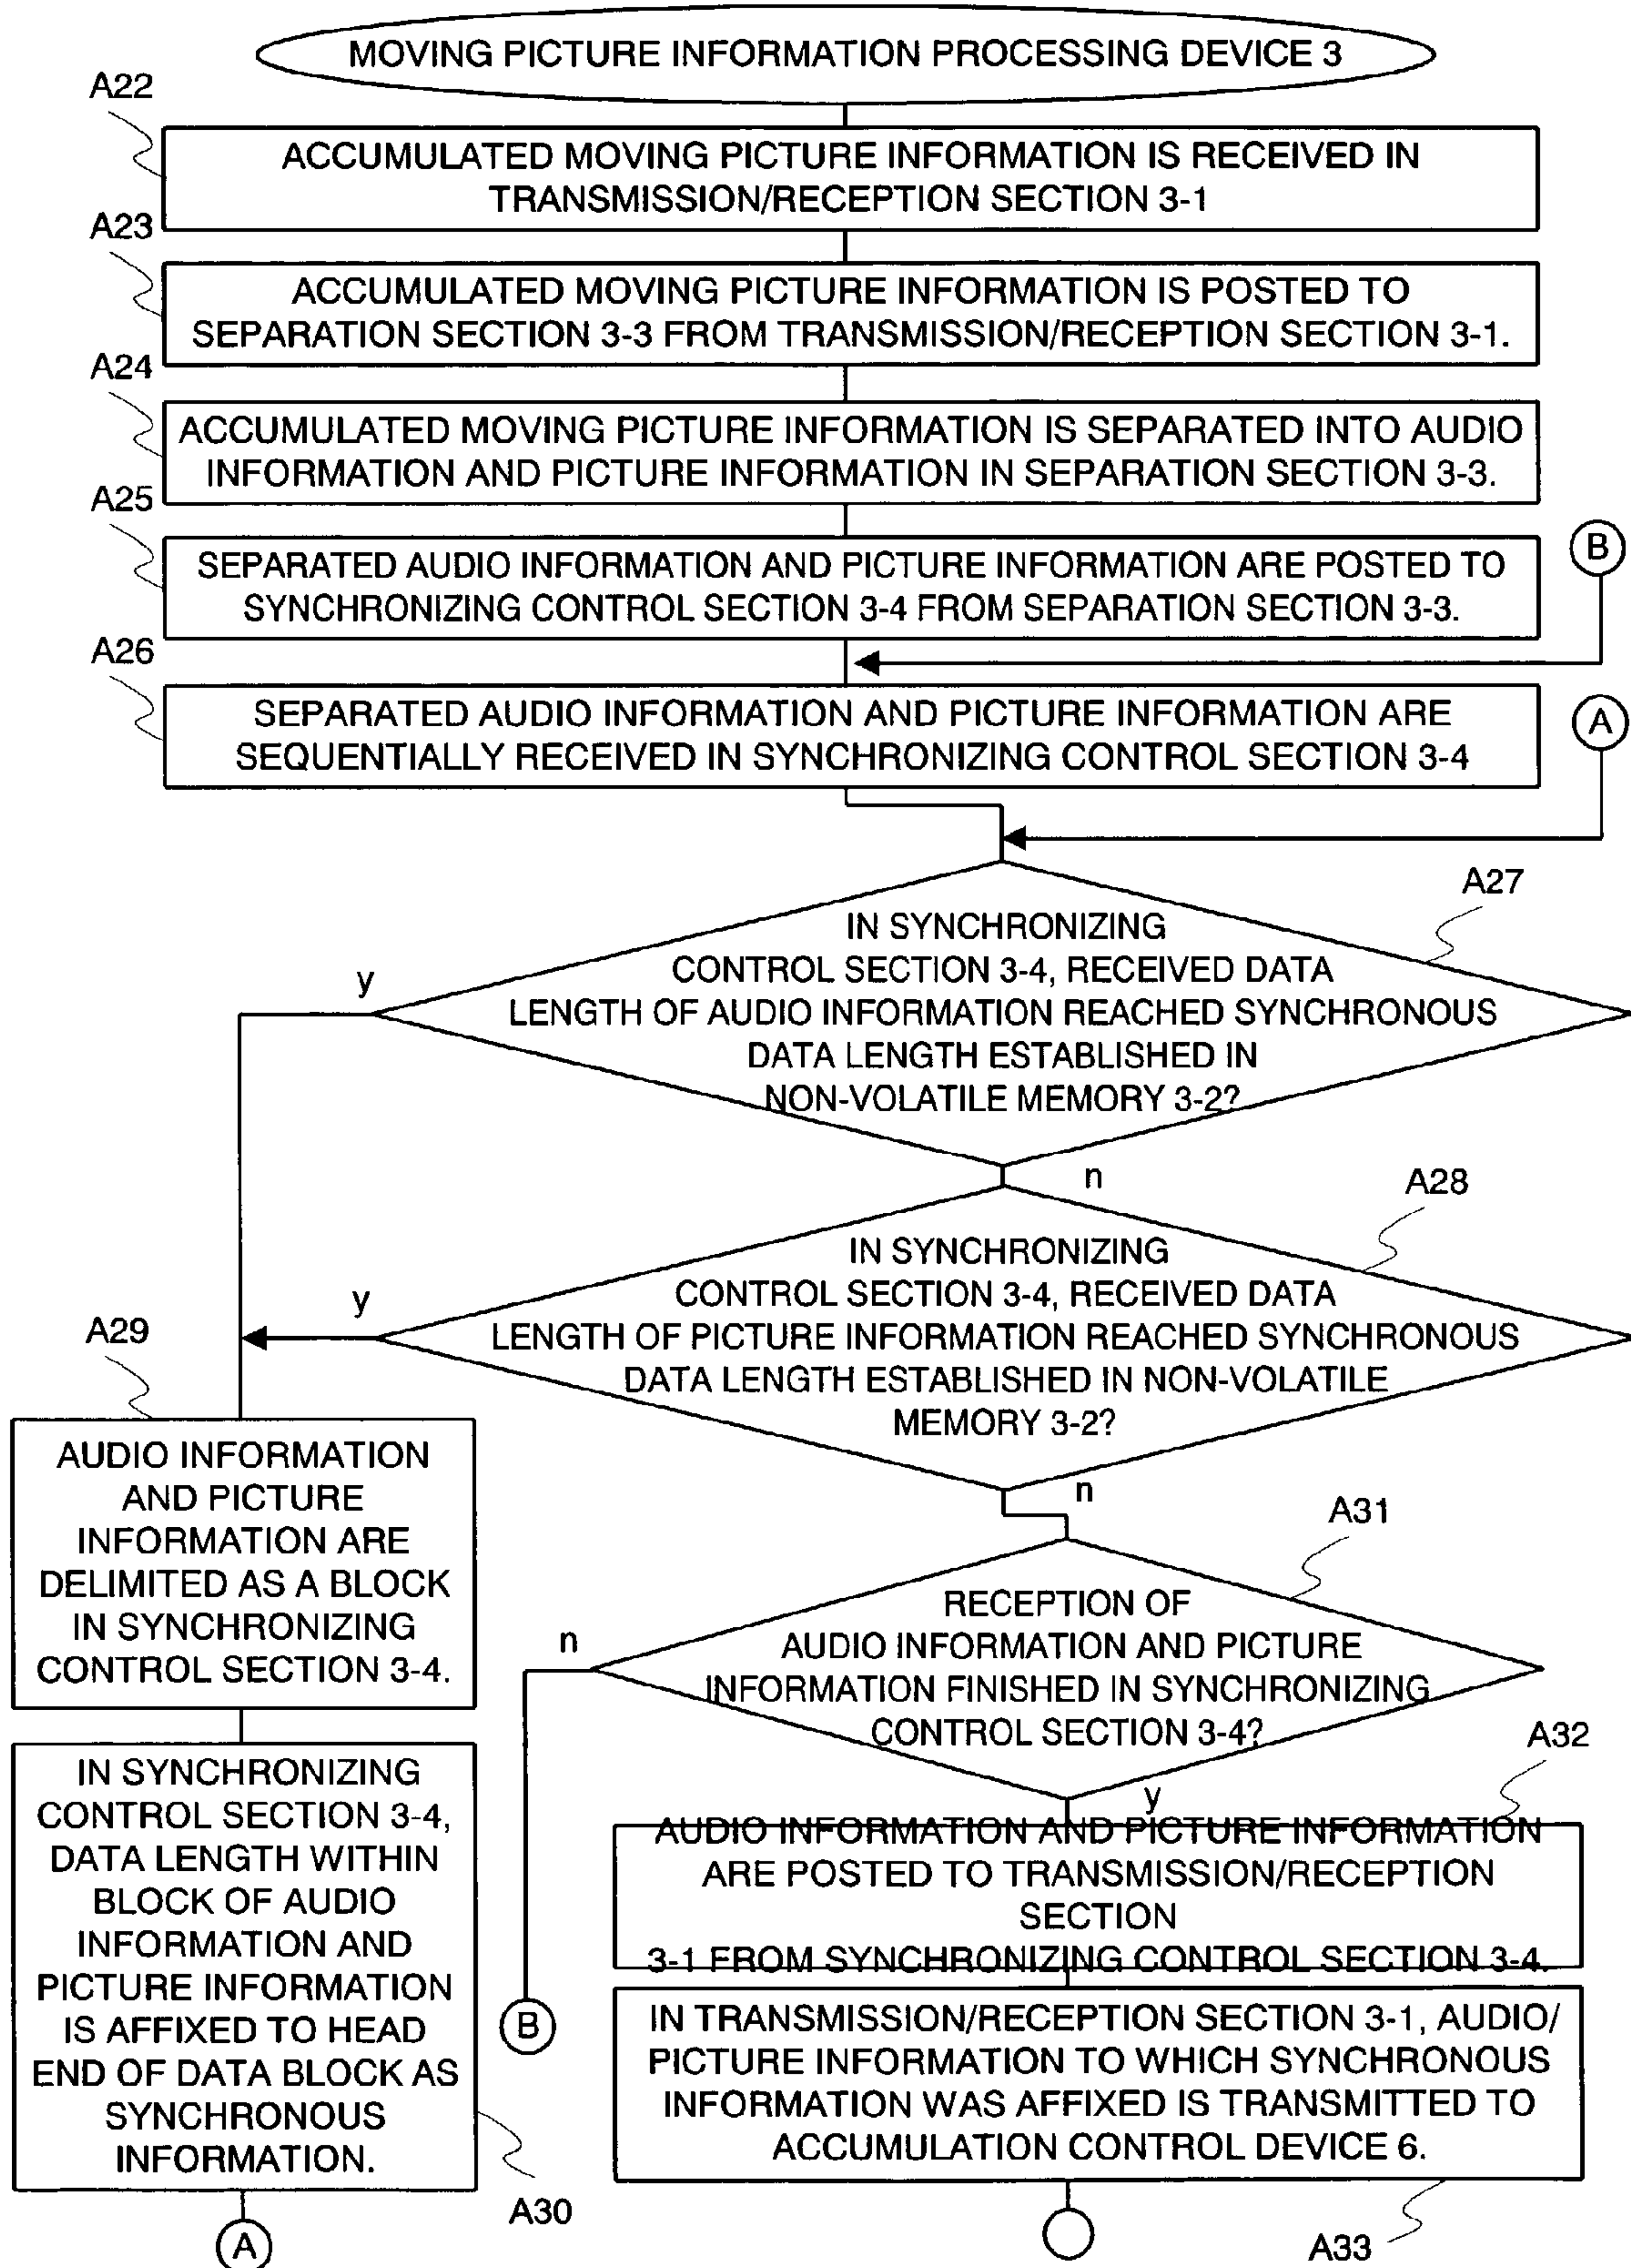 MOVING PICTURE INFORMATION PROCESSING DEVICE 3
A22
ACCUMULATED MOVING PICTURE INFORMATION IS RECEIVED IN
TRANSMISSION/RECEPTION SECTION 3-1
A23
ACCUMULATED MOVING PICTURE INFORMATION IS POSTED TO
SEPARATION SECTION 3-3 FROM TRANSMISSION/RECEPTION SECTION 3-1.
A24
ACCUMULATED MOVING PICTURE INFORMATION IS SEPARATED INTO AUDIO
INFORMATION AND PICTURE INFORMATION IN SEPARATION SECTION 3-3.
A25
SEPARATED AUDIO INFORMATION AND PICTURE INFORMATION ARE POSTED TO
SYNCHRONIZING CONTROL SECTION 3-4 FROM SEPARATION SECTION 3-3.
B
A26
SEPARATED AUDIO INFORMATION AND PICTURE INFORMATION ARE
SEQUENTIALLY RECEIVED IN SYNCHRONIZING CONTROL SECTION 3-4
A
A27
IN SYNCHRONIZING
CONTROL SECTION 3-4, RECEIVED DATA
LENGTH OF AUDIO INFORMATION REACHED SYNCHRONOUS
DATA LENGTH ESTABLISHED IN
NON-VOLATILE MEMORY 3-2?
y
n
A28
IN SYNCHRONIZING
CONTROL SECTION 3-4, RECEIVED DATA
LENGTH OF PICTURE INFORMATION REACHED SYNCHRONOUS
DATA LENGTH ESTABLISHED IN NON-VOLATILE
MEMORY 3-2?
y
n
A29
AUDIO INFORMATION
AND PICTURE
INFORMATION ARE
DELIMITED AS A BLOCK
IN SYNCHRONIZING
CONTROL SECTION 3-4.
A31
RECEPTION OF
AUDIO INFORMATION AND PICTURE
INFORMATION FINISHED IN SYNCHRONIZING
CONTROL SECTION 3-4?
n
y
IN SYNCHRONIZING
CONTROL SECTION 3-4,
DATA LENGTH WITHIN
BLOCK OF AUDIO
INFORMATION AND
PICTURE INFORMATION
IS AFFIXED TO HEAD
END OF DATA BLOCK AS
SYNCHRONOUS
INFORMATION.
A30
A
B
A32
AUDIO INFORMATION AND PICTURE INFORMATION
ARE POSTED TO TRANSMISSION/RECEPTION
SECTION
3-1 FROM SYNCHRONIZING CONTROL SECTION 3-4.
IN TRANSMISSION/RECEPTION SECTION 3-1, AUDIO/
PICTURE INFORMATION TO WHICH SYNCHRONOUS
INFORMATION WAS AFFIXED IS TRANSMITTED TO
ACCUMULATION CONTROL DEVICE 6.
A33